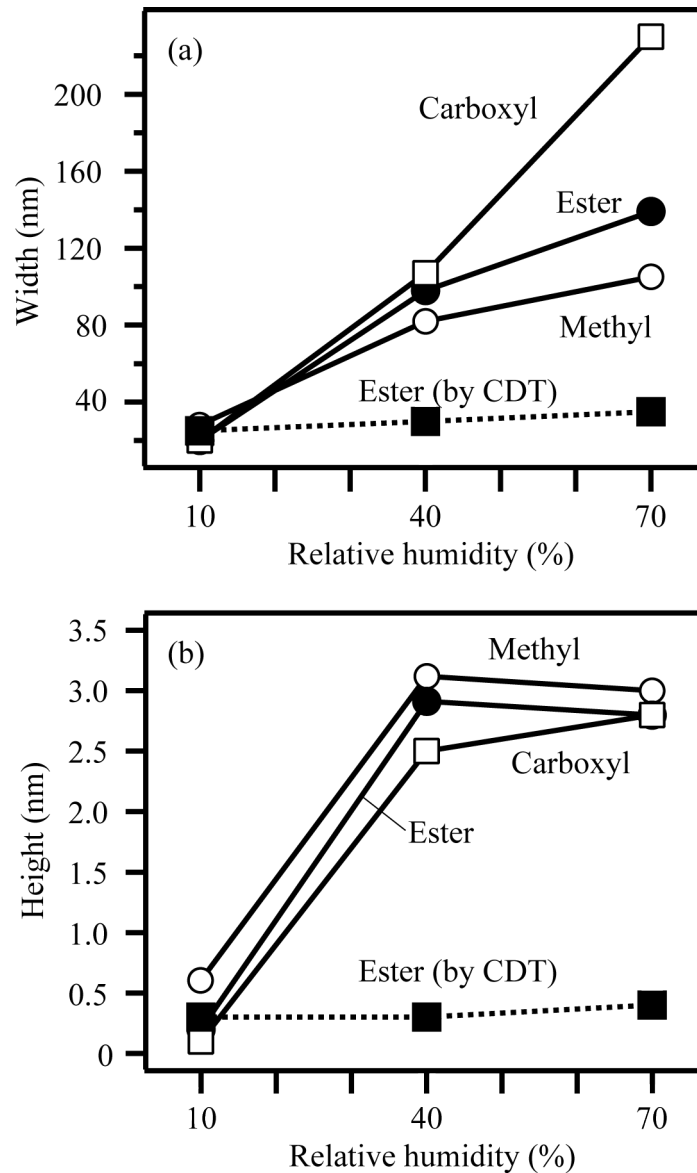 (a)
Width (nm)
200
160
120
80
40
Carboxyl
Ester
Methyl
Ester (by CDT)
10
40
70
Relative humidity (%)
(b)
Height (nm)
3.5
3.0
2.5
2.0
1.5
1.0
0.5
0
Methyl
Carboxyl
Ester
Ester (by CDT)
10
40
70
Relative humidity (%)